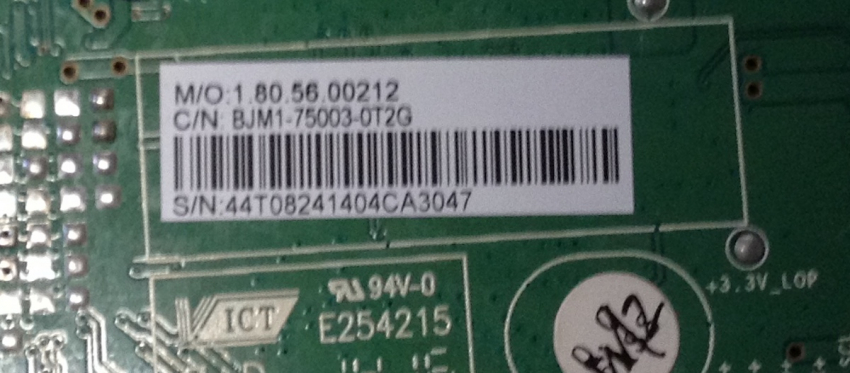 M/O:1.80.56.00212
C/N: BJM1-75003-0T2G
S/N:44T08241404CA3047
94V-0
ICT
E254215
+3.3V_LOP